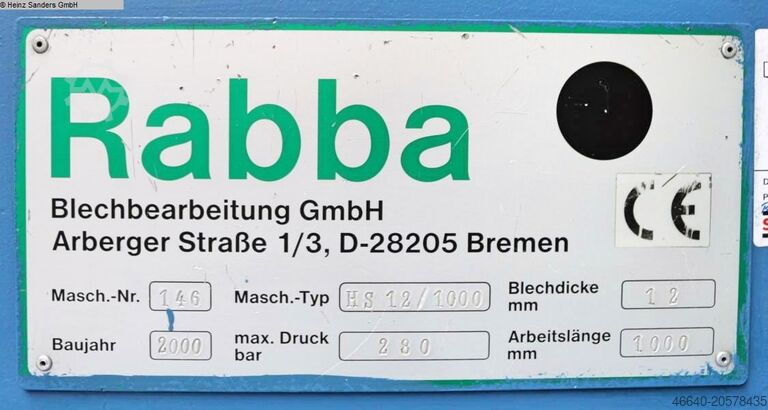 © Heinz Sanders GmbH
Rabba
Blechbearbeitung GmbH
Arberger Straße 1/3, D-28205 Bremen
CE
Masch.-Nr. 146 Masch.-Typ HS 12/1000 Blechdicke mm 12
Baujahr 2000 max. Druck bar 280 Arbeitslänge mm 1000
46640-20578435